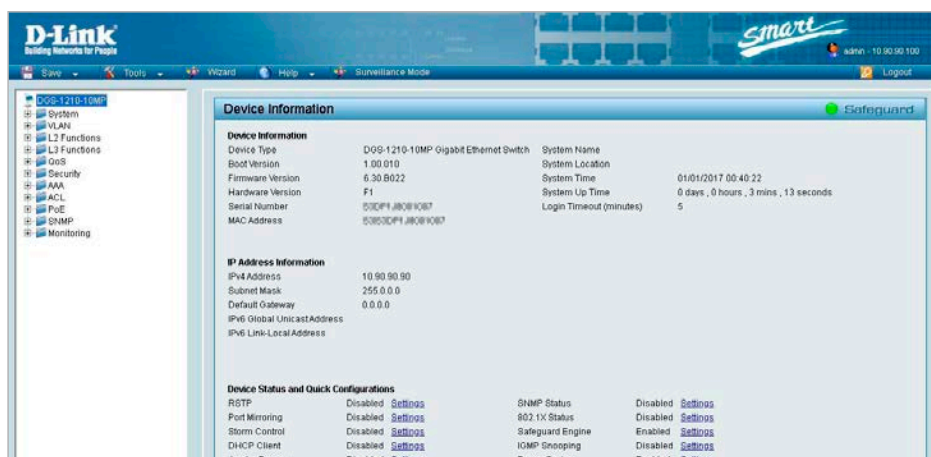 D-Link
Building Networks for People
smart
admin - 10.90.90.100
Save Tools Wizard Help Surveillance Mode Logout
DGS-1210-10MP
System
VLAN
L2 Functions
L3 Functions
QoS
Security
AAA
ACL
PoE
SNMP
Monitoring
Device Information Safeguard
Device Information
Device Type DGS-1210-10MP Gigabit Ethernet Switch System Name
Boot Version 1.00.010 System Location
Firmware Version 6.30.B022 System Time 01/01/2017 00:40:22
Hardware Version F1 System Up Time 0 days , 0 hours , 3 mins , 13 seconds
Serial Number Login Timeout (minutes) 5
MAC Address
IP Address Information
IPv4 Address 10.90.90.90
Subnet Mask 255.0.0.0
Default Gateway 0.0.0.0
IPv6 Global Unicast Address
IPv6 Link-Local Address
Device Status and Quick Configurations
RSTP Disabled Settings SNMP Status Disabled Settings
Port Mirroring Disabled Settings 802.1X Status Disabled Settings
Storm Control Disabled Settings Safeguard Engine Enabled Settings
DHCP Client Disabled Settings IGMP Snooping Disabled Settings